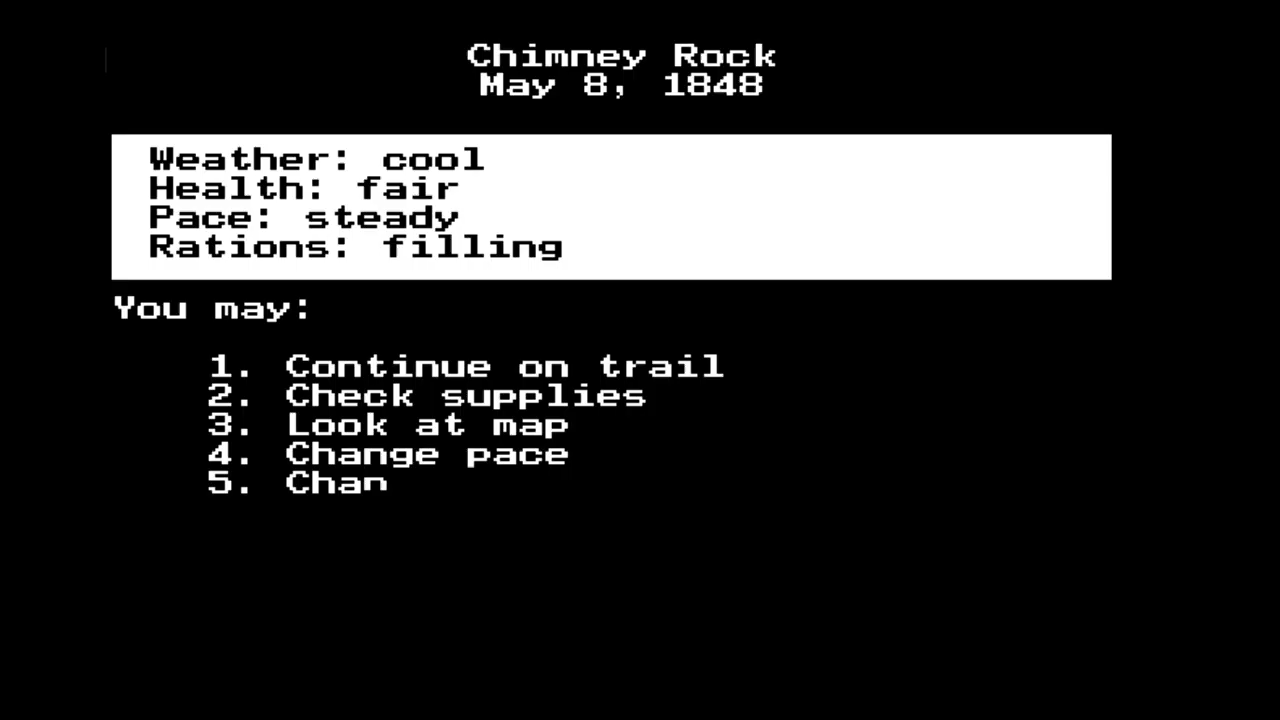 Chimney Rock
May 8, 1848
Weather: cool
Health: fair
Pace: steady
Rations: filling
You may:
1. Continue on trail
2. Check supplies
3. Look at map
4. Change pace
5. Chan